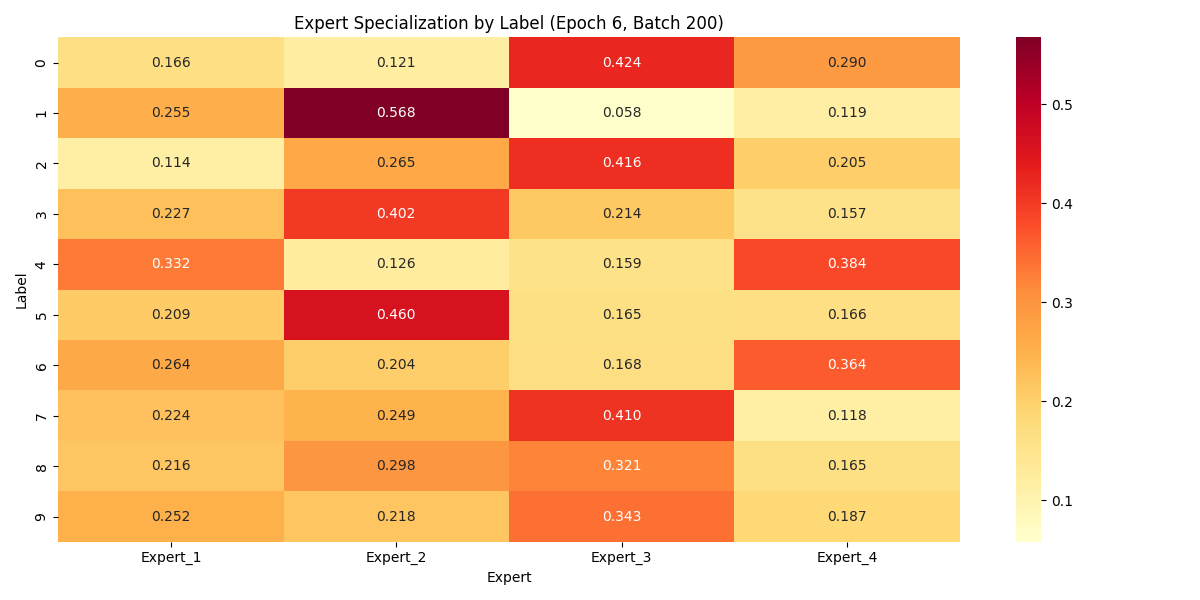 Expert Specialization by Label (Epoch 6, Batch 200)
0 0.166 0.121 0.424 0.290
1 0.255 0.568 0.058 0.119
2 0.114 0.265 0.416 0.205
3 0.227 0.402 0.214 0.157
4 0.332 0.126 0.159 0.384
5 0.209 0.460 0.165 0.166
6 0.264 0.204 0.168 0.364
7 0.224 0.249 0.410 0.118
8 0.216 0.298 0.321 0.165
9 0.252 0.218 0.343 0.187
Label
Expert_1 Expert_2 Expert_3 Expert_4
Expert
0.5
0.4
0.3
0.2
0.1